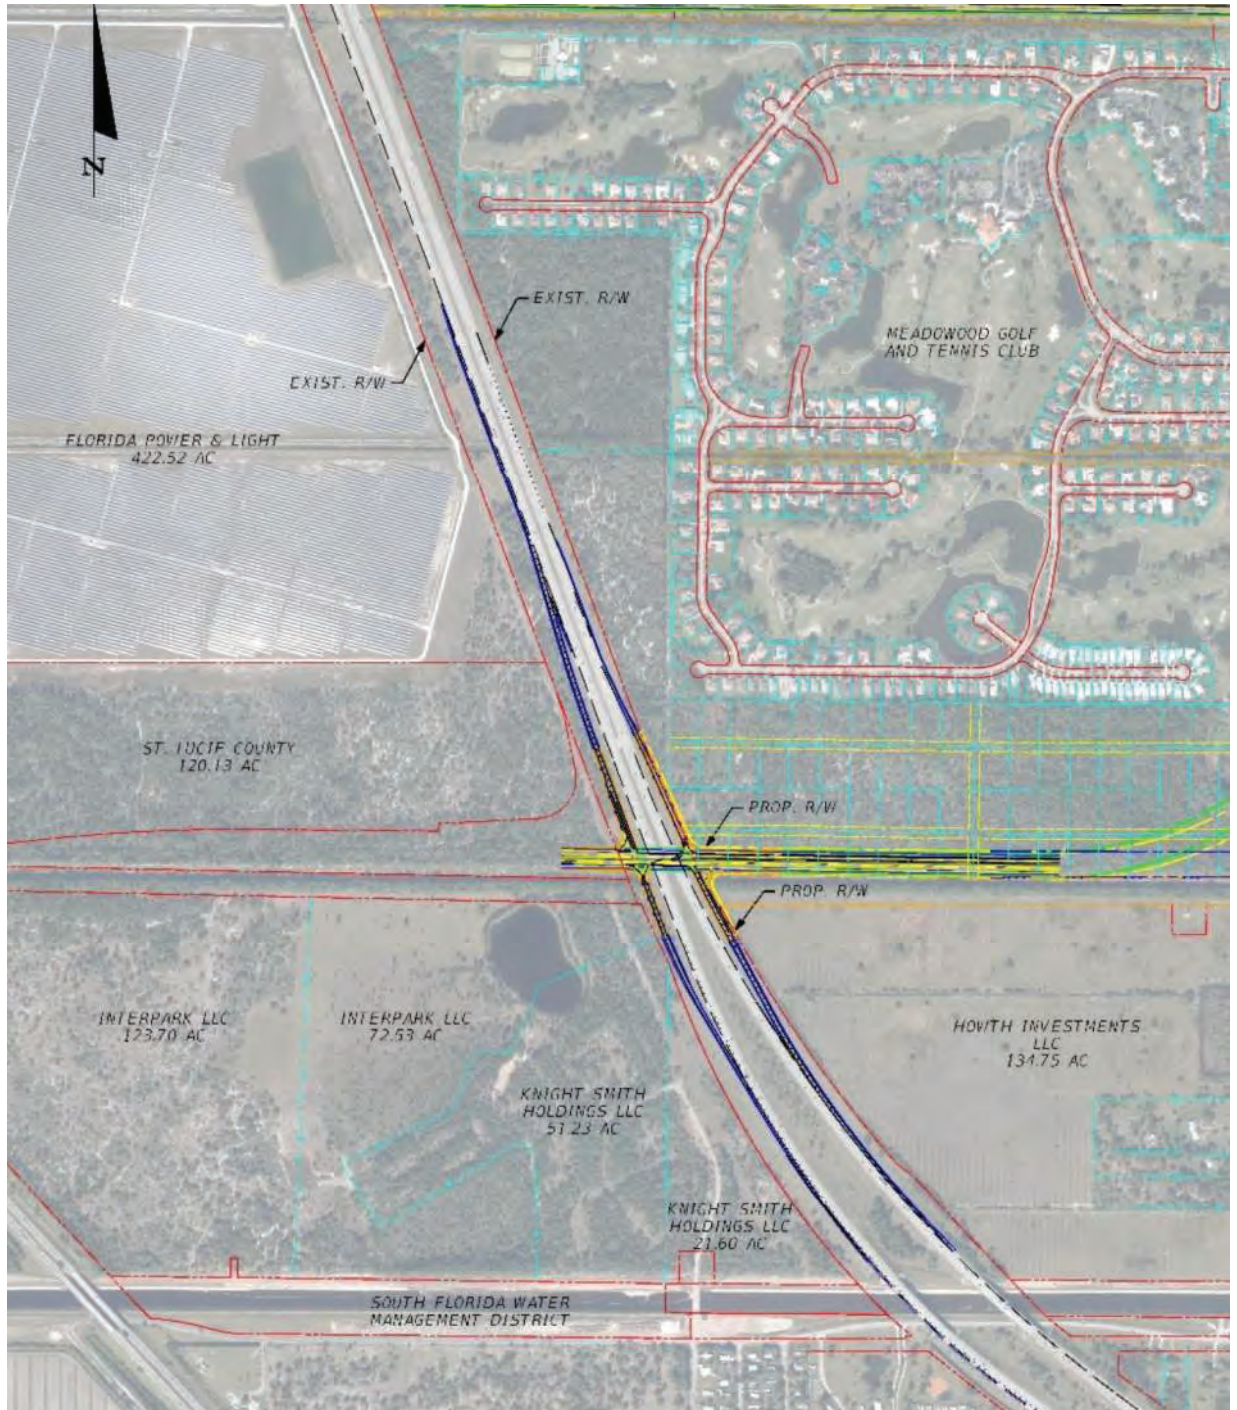 N
EXIST. R/W
MEADOWOOD GOLF
AND TENNIS CLUB
EXIST. R/W
FLORIDA POWER & LIGHT
422.52 AC
ST. LUCIE COUNTY
120.13 AC
PROP. R/W
PROP. R/W
INTERPARK LLC
123.70 AC
INTERPARK LLC
72.53 AC
HOWTH INVESTMENTS
LLC
134.75 AC
KNIGHT SMITH
HOLDINGS LLC
51.23 AC
KNIGHT SMITH
HOLDINGS LLC
21.60 AC
SOUTH FLORIDA WATER
MANAGEMENT DISTRICT